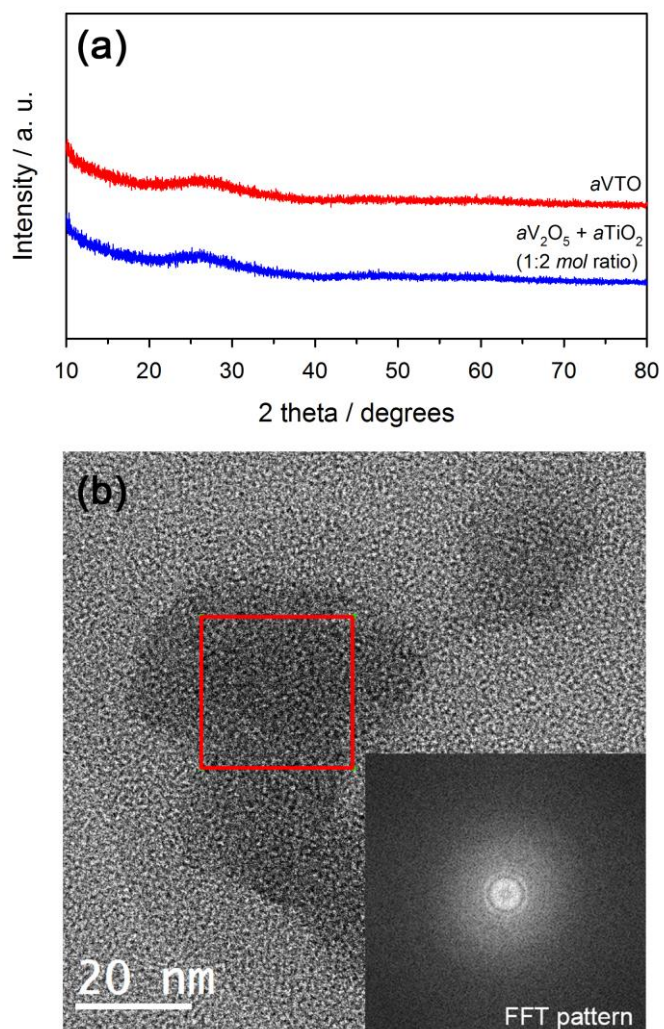 (a)
Intensity / a. u.
aVTO
aV₂O₅ + aTiO₂
(1:2 mol ratio)
10 20 30 40 50 60 70 80
2 theta / degrees
(b)
20 nm
FFT pattern